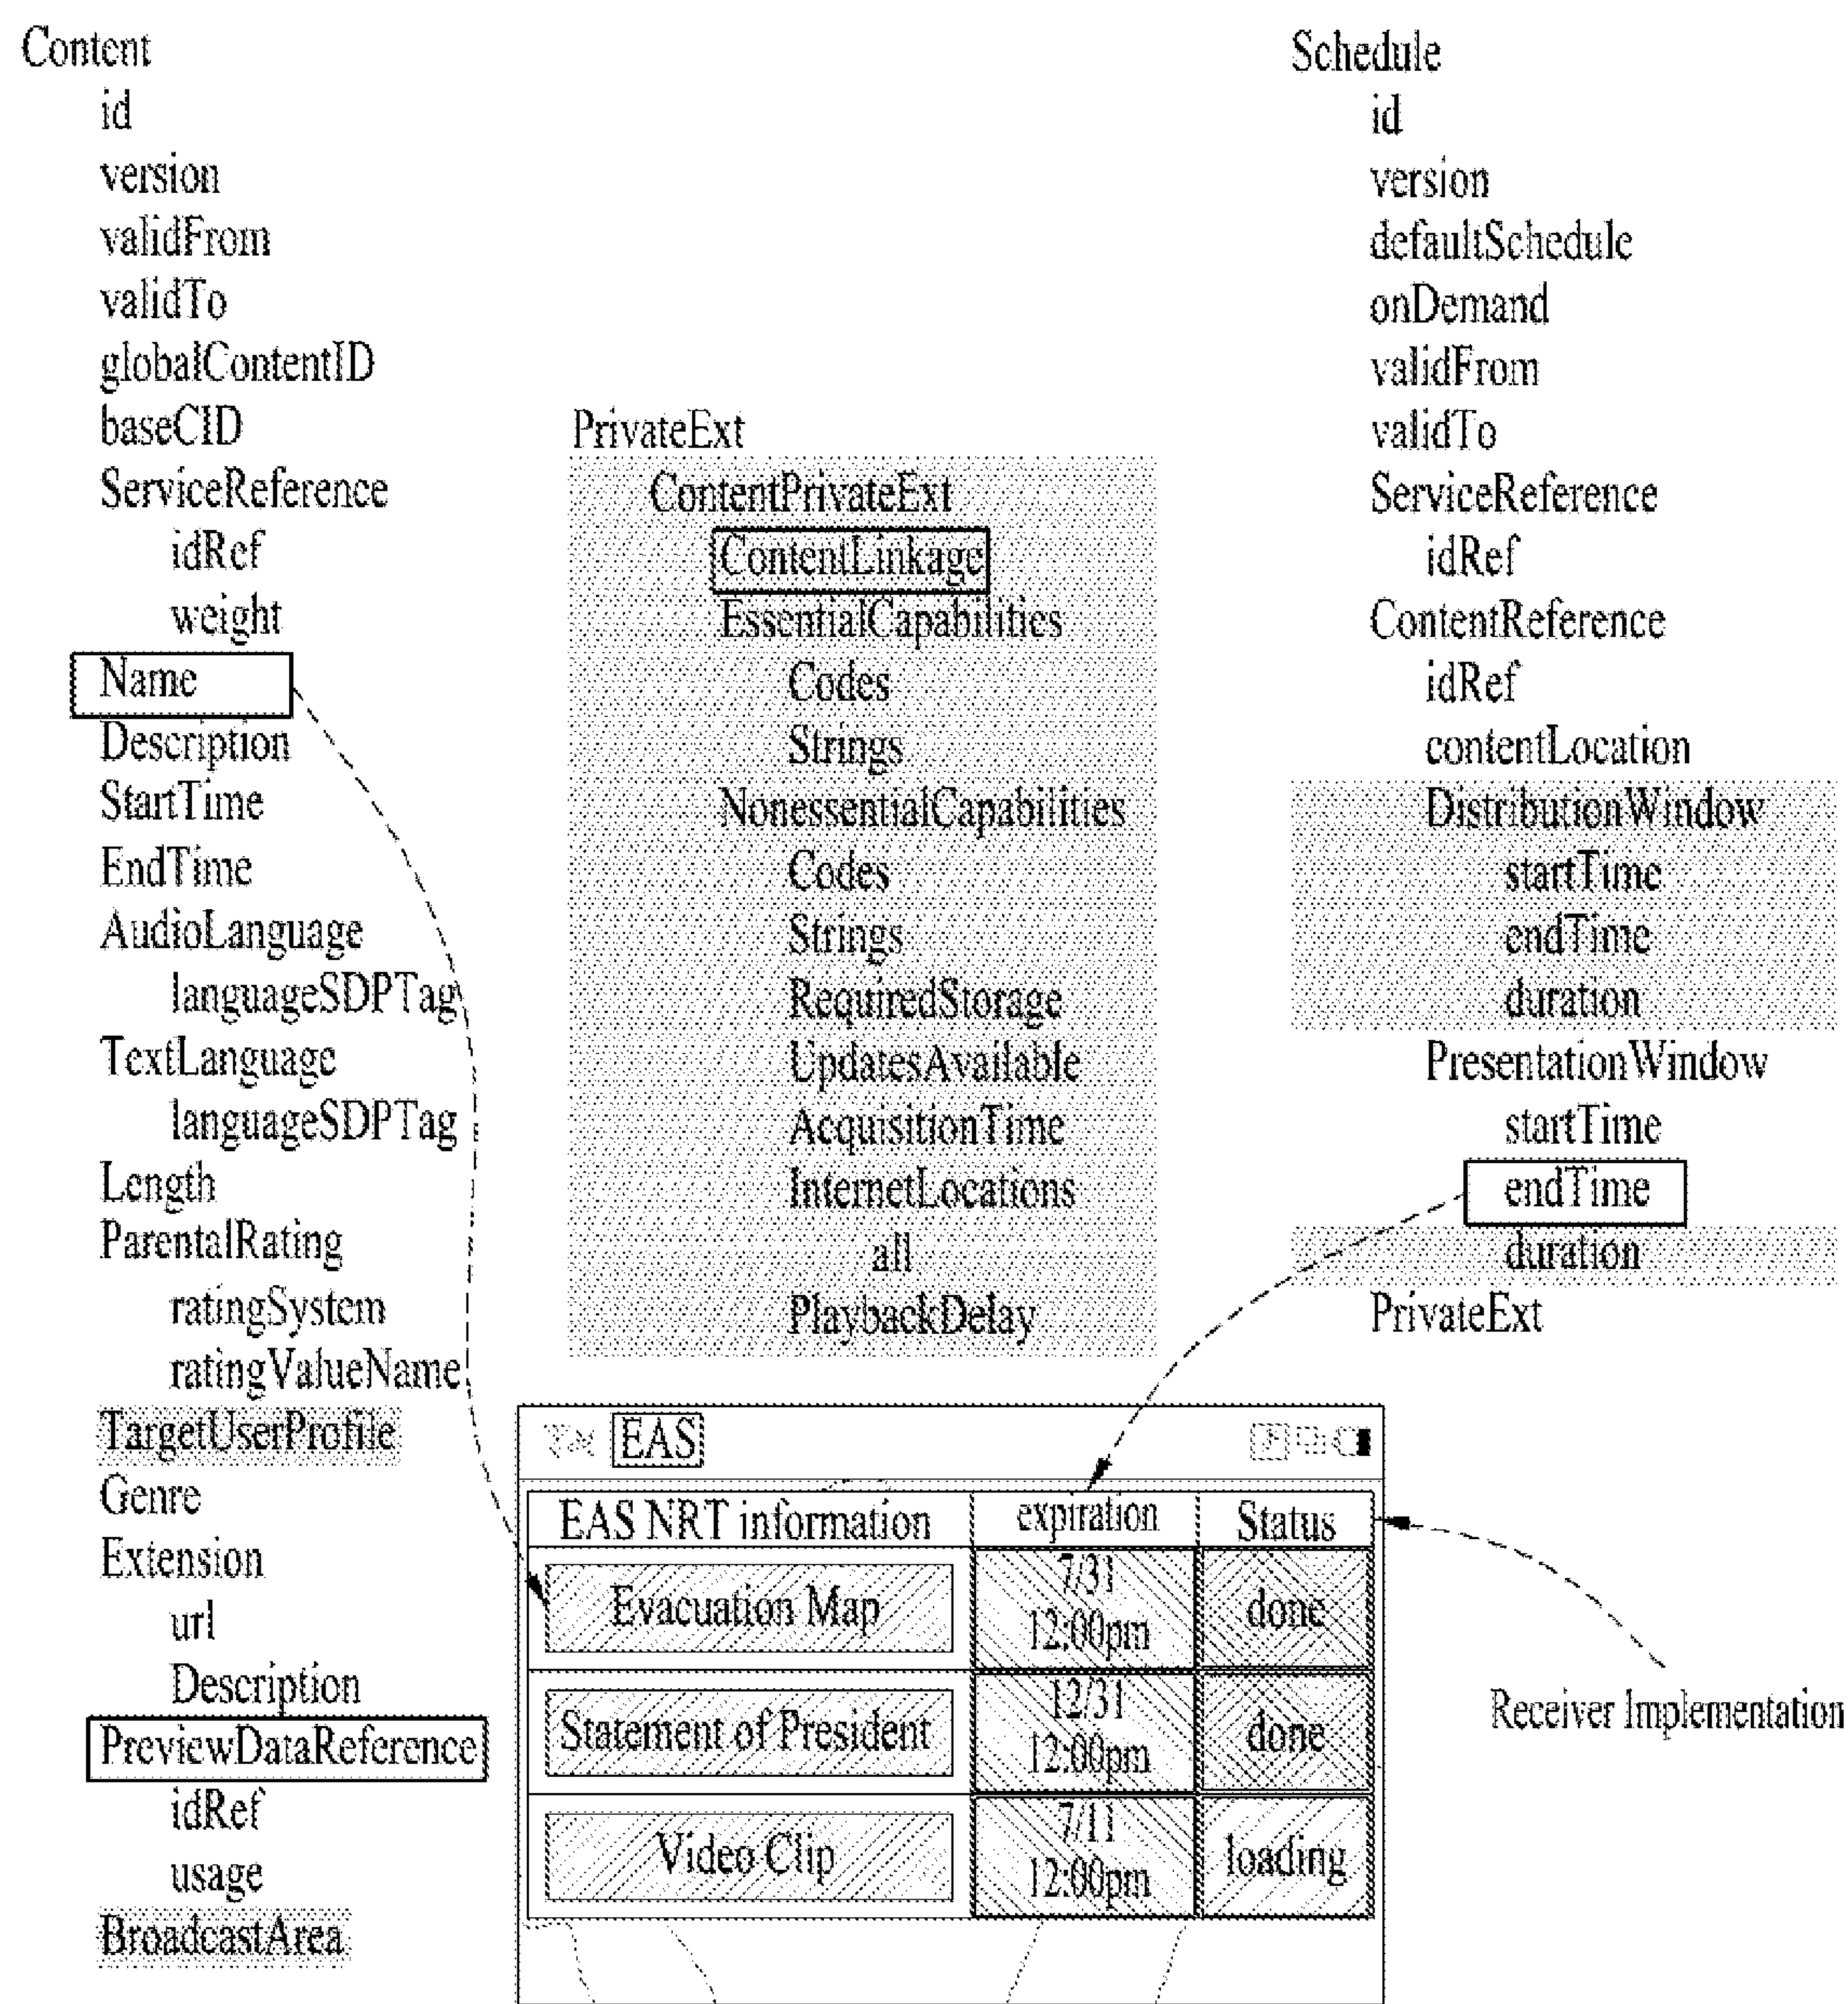 Content
id
version
validFrom
validTo
globalContentID
baseCID
ServiceReference
idRef
weight
Name
Description
StartTime
EndTime
AudioLanguage
languageSDPTag
TextLanguage
languageSDPTag
Length
ParentalRating
ratingSystem
ratingValueName
TargetUserProfile
Genre
Extension
url
Description
PreviewDataReference
idRef
usage
BroadcastArea
PrivateExt
ContentPrivateExt
ContentLinkage
EssentialCapabilities
Codes
Strings
NonessentialCapabilities
Codes
Strings
RequiredStorage
UpdatesAvailable
AcquisitionTime
InternetLocations
all
PlaybackDelay
Schedule
id
version
defaultSchedule
onDemand
validFrom
validTo
ServiceReference
idRef
ContentReference
idRef
contentLocation
DistributionWindow
startTime
endTime
duration
PresentationWindow
startTime
endTime
duration
PrivateExt
EAS
EAS NRT information expiration Status
Evacuation Map 7/31 12:00pm done
Statement of President 12/31 12:00pm done
Video Clip 7/11 12:00pm loading
Receiver Implementation